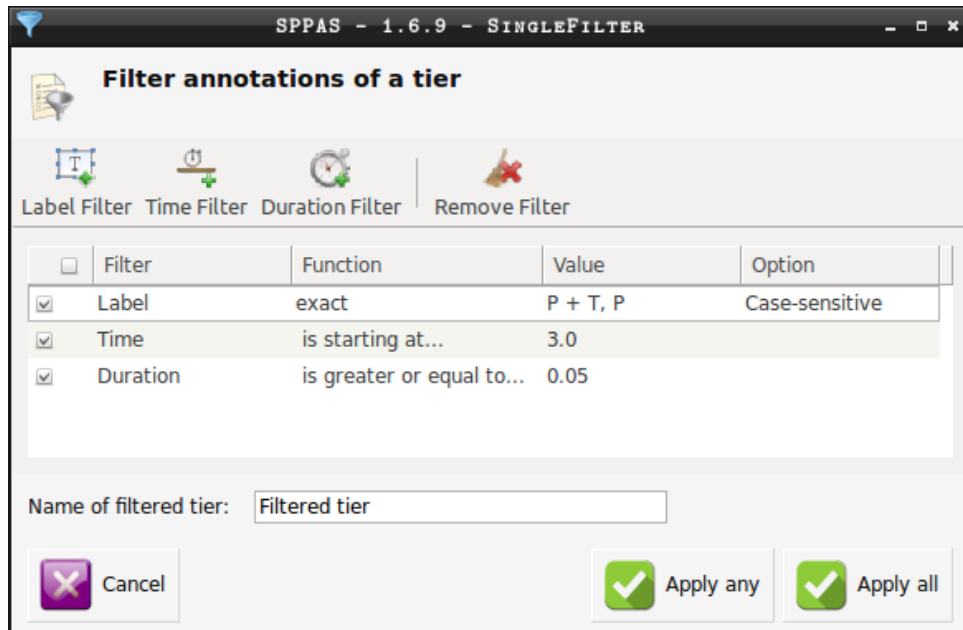 SPPAS - 1.6.9 - SINGLEFILTER
Filter annotations of a tier
Label Filter Time Filter Duration Filter Remove Filter
Filter Function Value Option
Label exact P + T, P Case-sensitive
Time is starting at... 3.0
Duration is greater or equal to... 0.05
Name of filtered tier: Filtered tier
Cancel Apply any Apply all